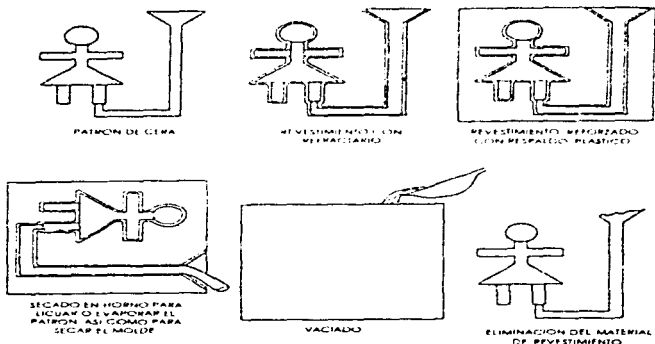 PATRON DE CERA
REVESTIMIENTO CON
REFRACTARIO
REVESTIMIENTO REFORZADO
CON RESPALDO PLASTICO
SECADO EN HORNO PARA
LICUAR O EVAPORAR EL
PATRON. ASI COMO PARA
SECAR EL MOLDE
VACIADO
ELIMINACION DEL MATERIAL
DE REVESTIMIENTO